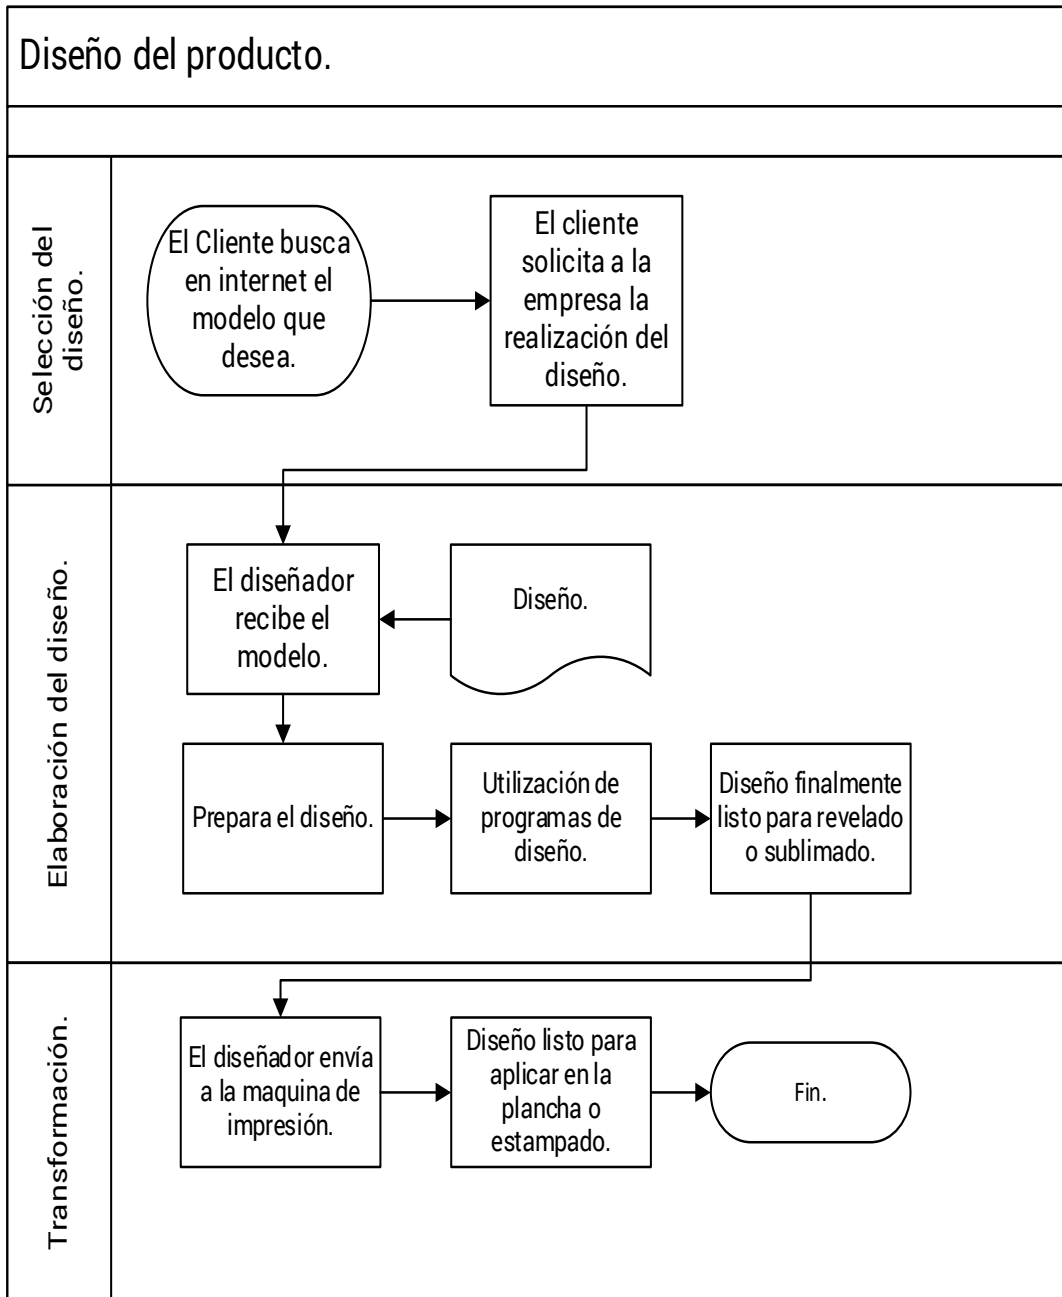 Diseño del producto.
Selección del
diseño.
El Cliente busca
en internet el
modelo que
desea.
El cliente
solicita a la
empresa la
realización del
diseño.
Elaboración del diseño.
El diseñador
recibe el
modelo.
Diseño.
Prepara el diseño.
Utilización de
programas de
diseño.
Diseño finalmente
listo para revelado
o sublimado.
Transformación.
El diseñador envía
a la maquina de
impresión.
Diseño listo para
aplicar en la
plancha o
estampado.
Fin.